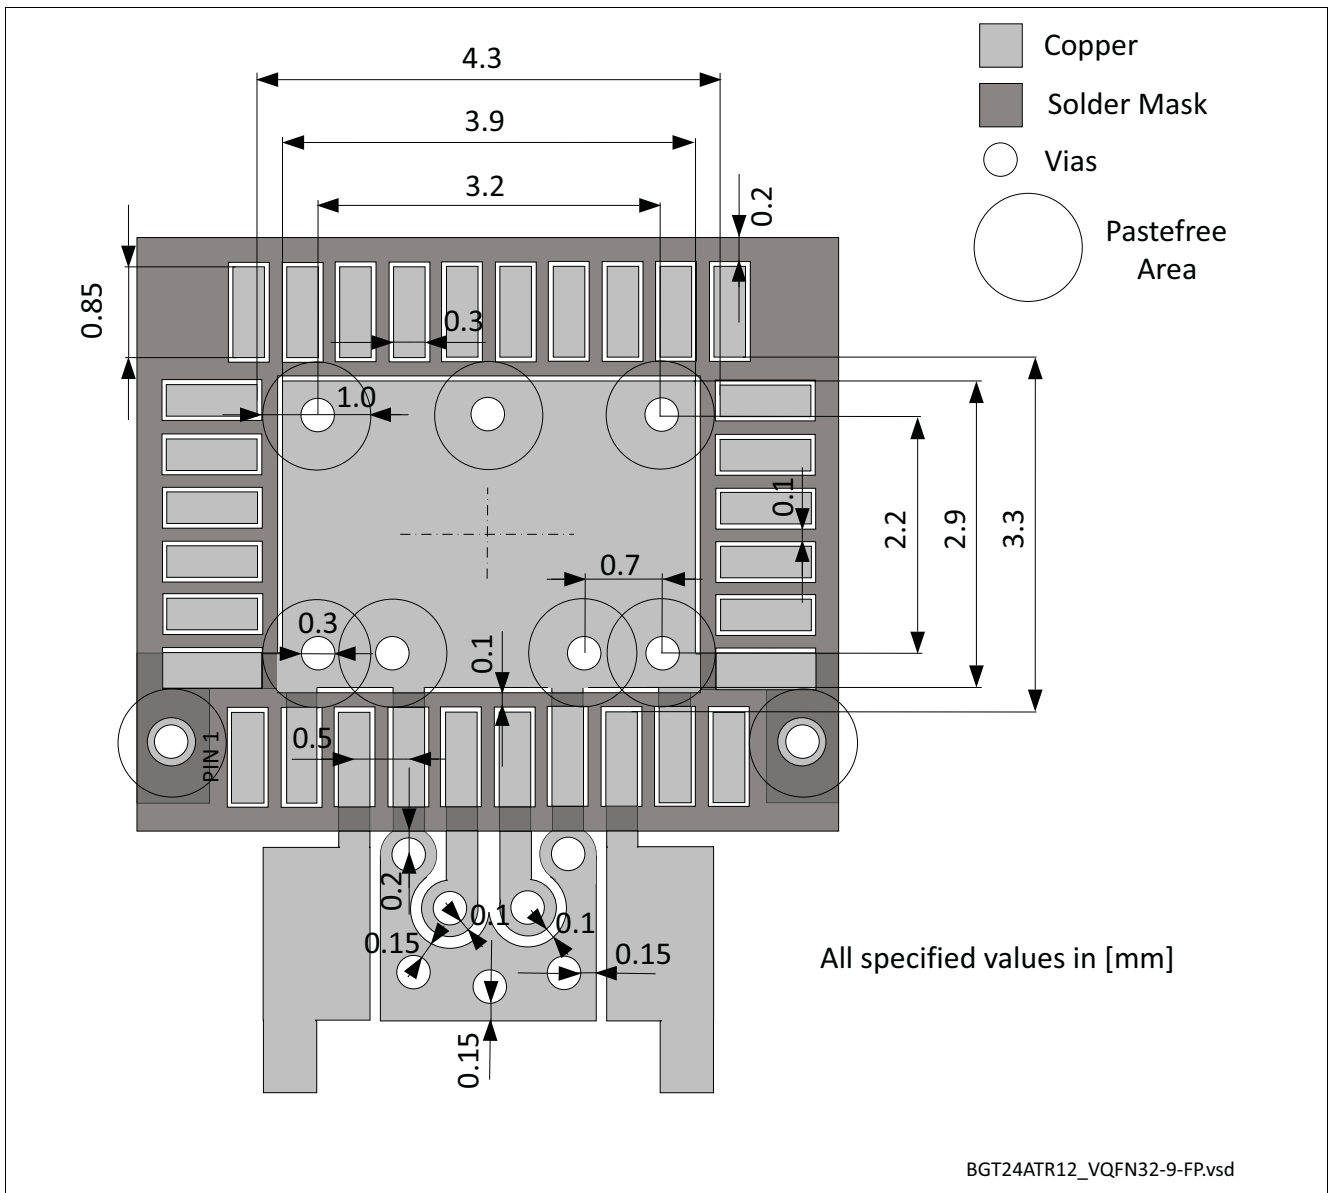 Copper
4.3
Solder Mask
3.9
Vias
3.2
0.2
Pastefree
Area
0.85
0.3
1.0
0.1
2.2
2.9
3.3
0.7
0.3
0.1
0.5
PIN 1
0.2
0.1
0.1
0.15
0.15
All specified values in [mm]
0.15
BGT24ATR12_VQFN32-9-FP.vsd